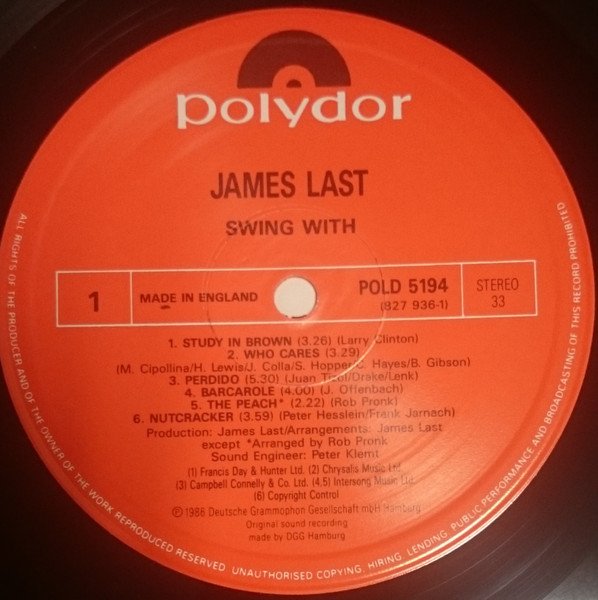 polydor
JAMES LAST
SWING WITH
1
MADE IN ENGLAND
POLD 5194
(827 936-1)
STEREO
33
1. STUDY IN BROWN (3.26) (Larry Clinton)
2. WHO CARES (3.29)
(M. Cipollina/H. Lewis/J. Colla/S. Hopper/C. Hayes/B. Gibson)
3. PERDIDO (5.30) (Juan Tizol/Drake/Lenk)
4. BARCAROLE (4.00) (J. Offenbach)
5. THE PEACH* (2.22) (Rob Pronk)
6. NUTCRACKER (3.59) (Peter Hesslein/Frank Jarnach)
Production: James Last/Arrangements: James Last
except *Arranged by Rob Pronk
Sound Engineer: Peter Klemt
(1) Francis Day & Hunter Ltd. (2) Chrysalis Music Ltd.
(3) Campbell Connelly & Co. Ltd. (4,5) Intersong Music Ltd.
(6) Copyright Control
Ⓟ1986 Deutsche Grammophon Gesellschaft mbH Hamburg
Original sound recording
made by DGG Hamburg
ALL RIGHTS OF THE PRODUCER AND OF THE OWNER OF THE WORK REPRODUCED RESERVED UNAUTHORISED COPYING, HIRING, LENDING, PUBLIC PERFORMANCE AND BROADCASTING OF THIS RECORD PROHIBITED